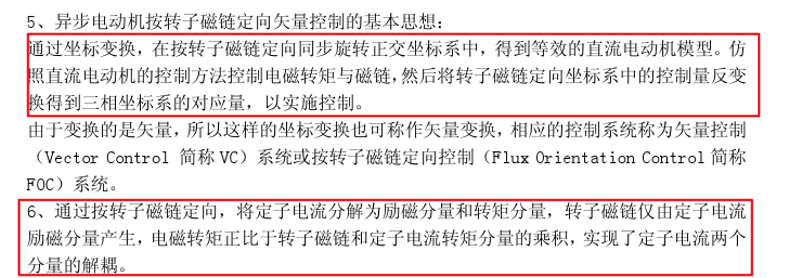 5、异步电动机按转子磁链定向矢量控制的基本思想：
通过坐标变换，在按转子磁链定向同步旋转正交坐标系中，得到等效的直流电动机模型。仿
照直流电动机的控制方法控制电磁转矩与磁链，然后将转子磁链定向坐标系中的控制量反变
换得到三相坐标系的对应量，以实施控制。
由于变换的是矢量，所以这样的坐标变换也可称作矢量变换，相应的控制系统称为矢量控制
（Vector Control 简称 VC）系统或按转子磁链定向控制（Flux Orientation Control 简称
FOC）系统。
6、通过按转子磁链定向，将定子电流分解为励磁分量和转矩分量，转子磁链仅由定子电流
励磁分量产生，电磁转矩正比于转子磁链和定子电流转矩分量的乘积，实现了定子电流两个
分量的解耦。